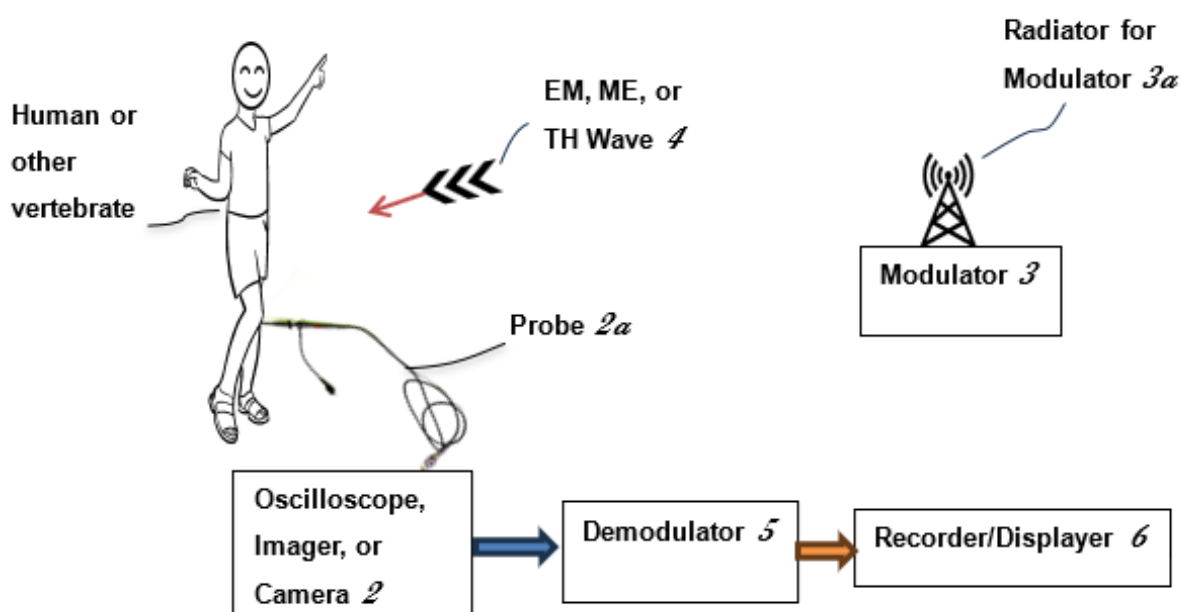 Human or
other
vertebrate
EM, ME, or
TH Wave 4
Radiator for
Modulator 3a
Modulator 3
Probe 2a
Oscilloscope,
Imager, or
Camera 2
Demodulator 5
Recorder/Displayer 6